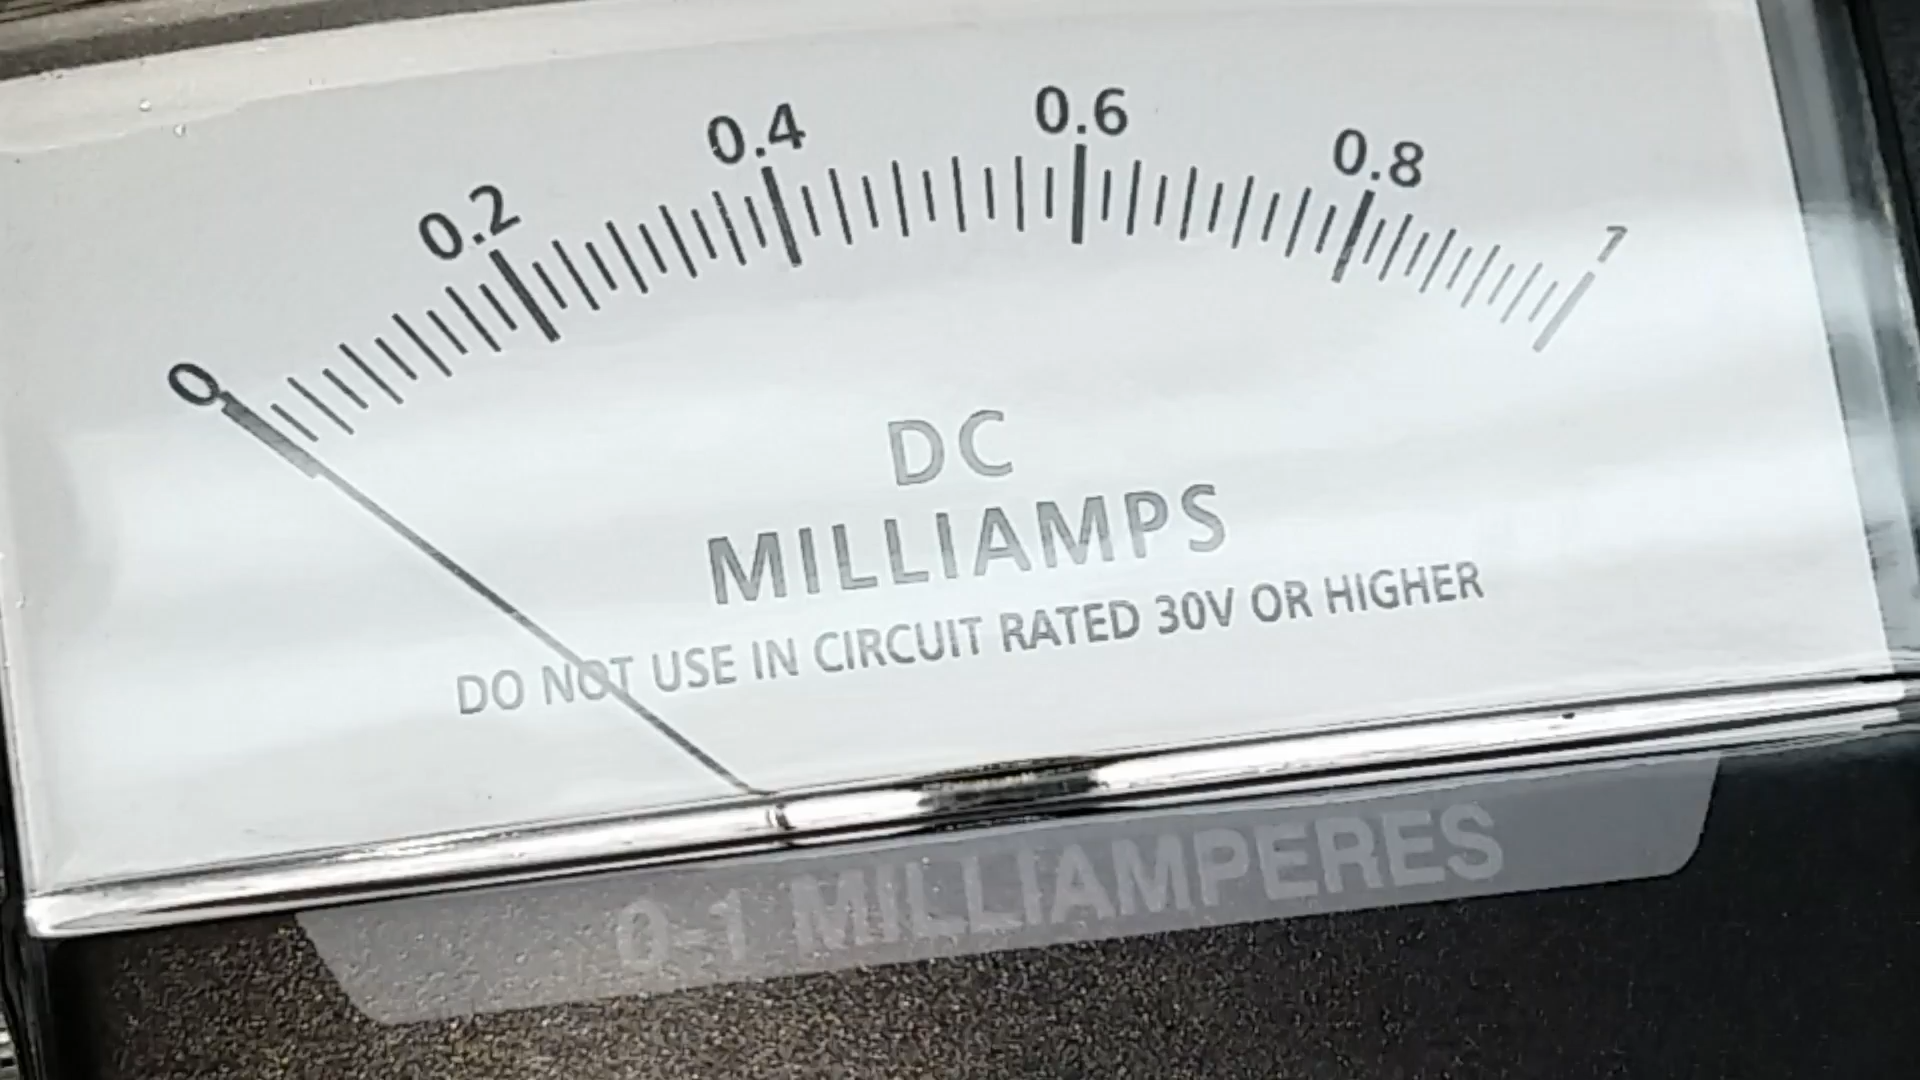 0 0.2 0.4 0.6 0.8 1
DC
MILLIAMPS
DO NOT USE IN CIRCUIT RATED 30V OR HIGHER
0-1 MILLIAMPERES